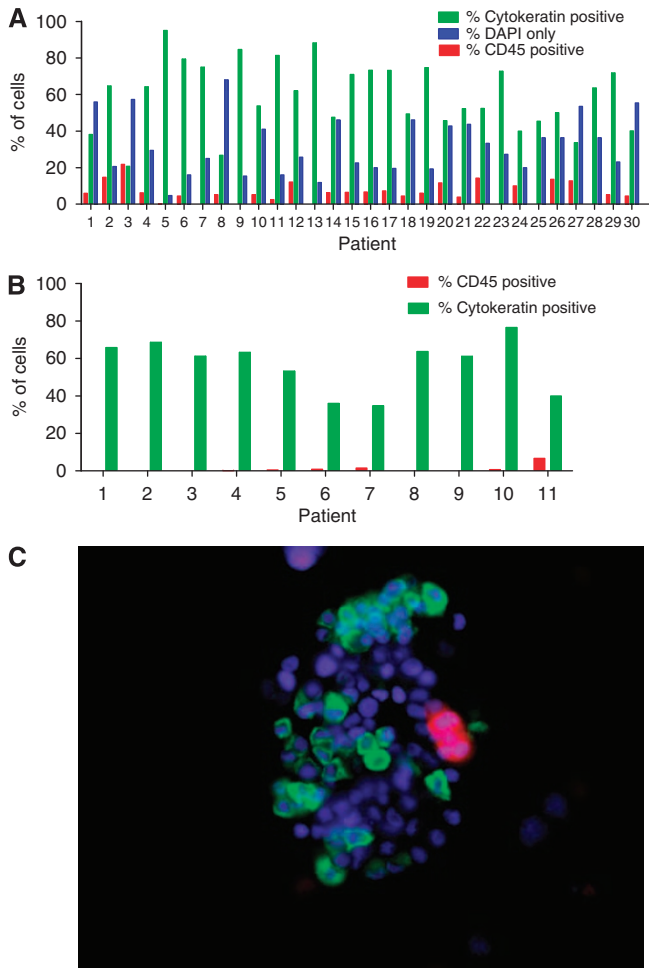 A
% Cytokeratin positive
% DAPI only
% CD45 positive
% of cells
100
80
60
40
20
0
1 2 3 4 5 6 7 8 9 10 11 12 13 14 15 16 17 18 19 20 21 22 23 24 25 26 27 28 29 30
Patient
B
% CD45 positive
% Cytokeratin positive
% of cells
100
80
60
40
20
0
1 2 3 4 5 6 7 8 9 10 11
Patient
C